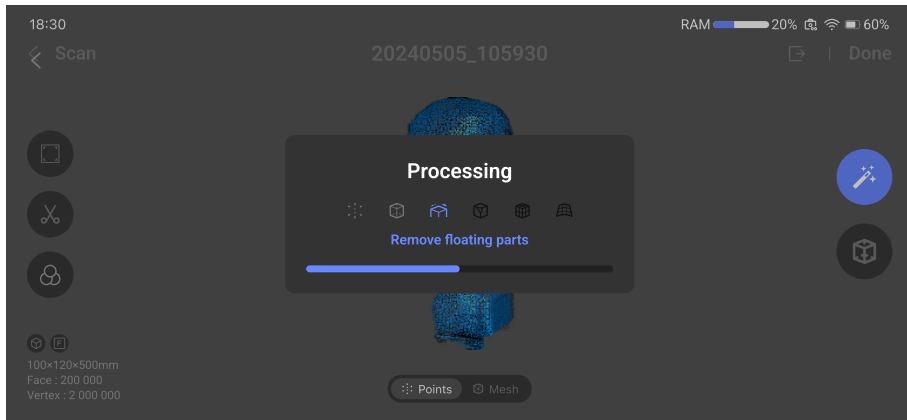 18:30
RAM 20% 60%
Scan 20240505_105930 Done
Processing
Remove floating parts
100×120×500mm
Face : 200 000
Vertex : 2 000 000
Points Mesh